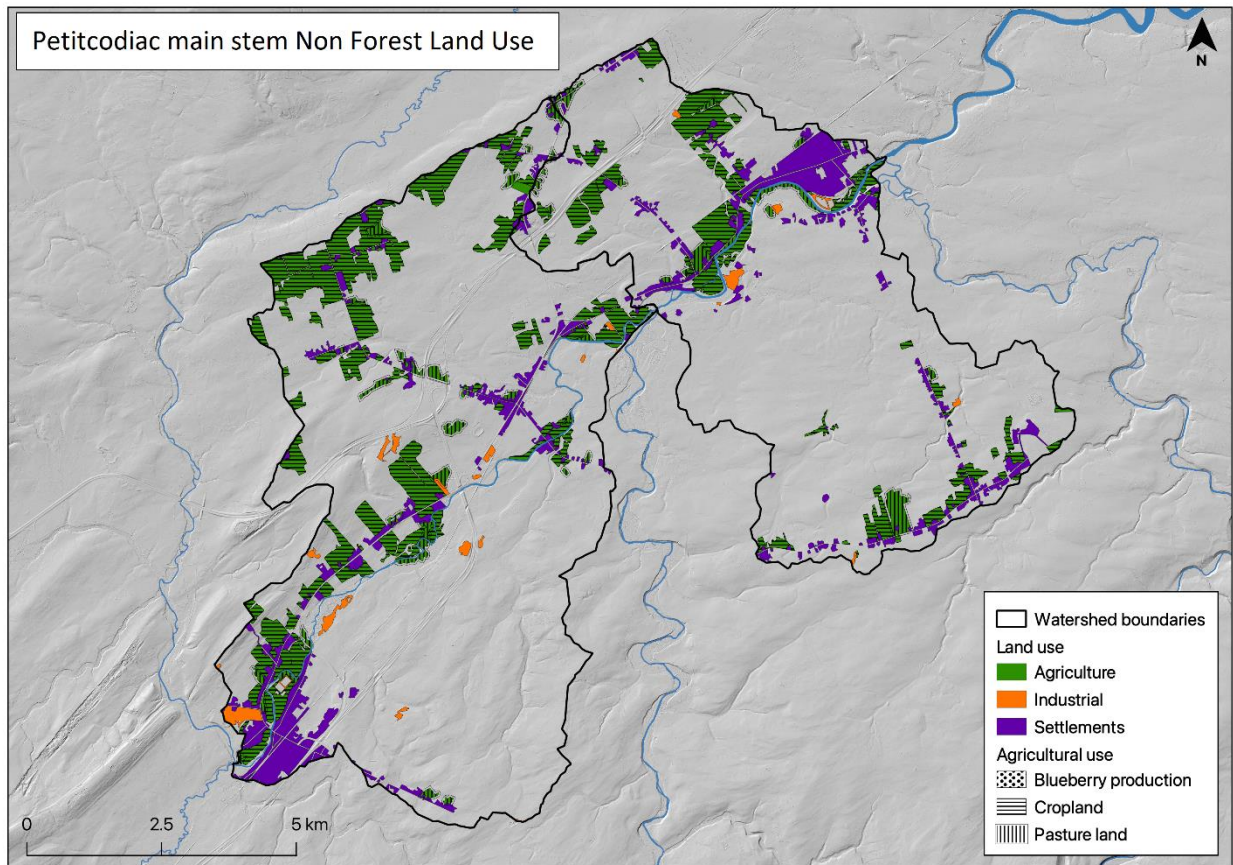 Petitcodiac main stem Non Forest Land Use
N
Watershed boundaries
Land use
Agriculture
Industrial
Settlements
Agricultural use
Blueberry production
Cropland
Pasture land
0 2.5 5 km